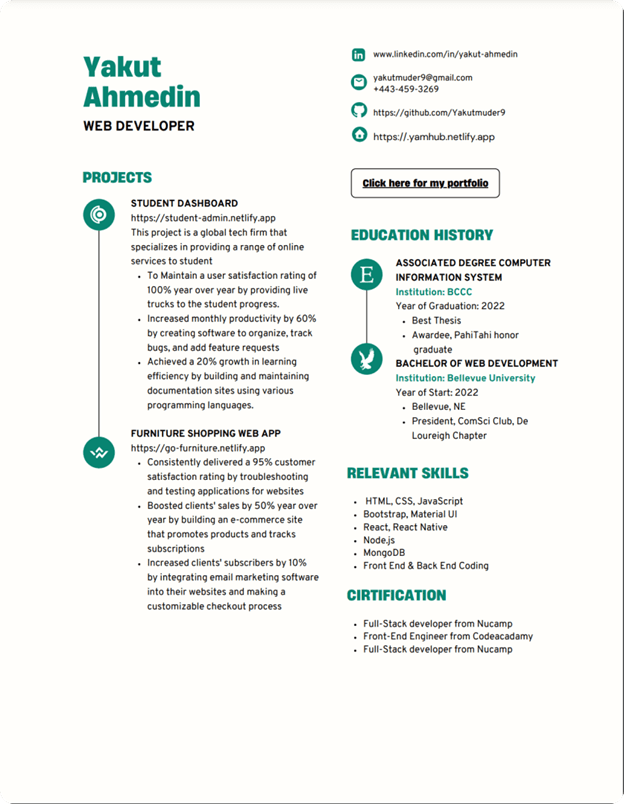 Yakut
Ahmedin
WEB DEVELOPER
www.linkedin.com/in/yakut-ahmedin
yakutmuder9@gmail.com
+443-459-3269
https://github.com/Yakutmuder9
https://.yamhub.netlify.app
Click here for my portfolio
PROJECTS
STUDENT DASHBOARD
https://student-admin.netlify.app
This project is a global tech firm that
specializes in providing a range of online
services to student
• To Maintain a user satisfaction rating of
100% year over year by providing live
trucks to the student progress.
• Increased monthly productivity by 60%
by creating software to organize, track
bugs, and add feature requests
• Achieved a 20% growth in learning
efficiency by building and maintaining
documentation sites using various
programming languages.
FURNITURE SHOPPING WEB APP
https://go-furniture.netlify.app
• Consistently delivered a 95% customer
satisfaction rating by troubleshooting
and testing applications for websites
• Boosted clients' sales by 50% year over
year by building an e-commerce site
that promotes products and tracks
subscriptions
• Increased clients' subscribers by 10%
by integrating email marketing software
into their websites and making a
customizable checkout process
EDUCATION HISTORY
E
ASSOCIATED DEGREE COMPUTER
INFORMATION SYSTEM
Institution: BCCC
Year of Graduation: 2022
• Best Thesis
• Awardee, PahiTahi honor
graduate
BACHELOR OF WEB DEVELOPMENT
Institution: Bellevue University
Year of Start: 2022
• Bellevue, NE
• President, ComSci Club, De
Loureigh Chapter
RELEVANT SKILLS
• HTML, CSS, JavaScript
• Bootstrap, Material UI
• React, React Native
• Node.js
• MongoDB
• Front End & Back End Coding
CIRTIFICATION
• Full-Stack developer from Nucamp
• Front-End Engineer from Codeacadamy
• Full-Stack developer from Nucamp